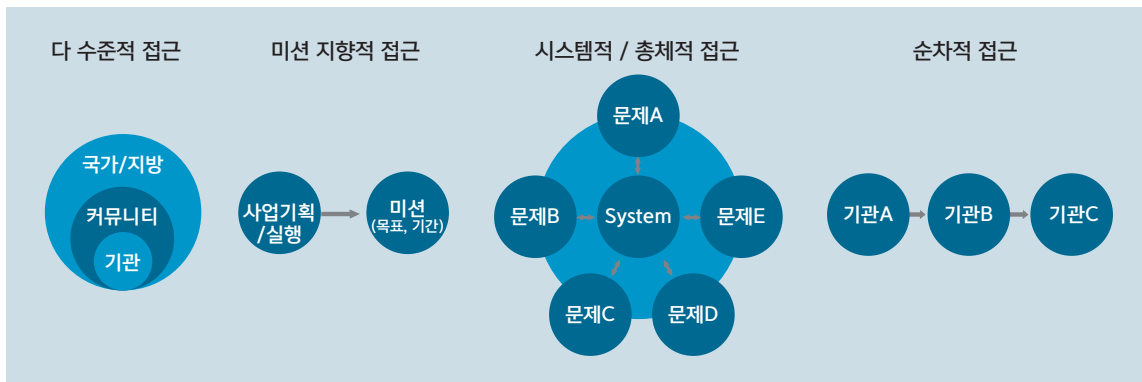 다 수준적 접근
국가/지방
커뮤니티
기관
미션 지향적 접근
사업기획
/실행
미션
(목표, 기간)
시스템적 / 총체적 접근
문제A
문제B
System
문제E
문제C
문제D
순차적 접근
기관A
기관B
기관C